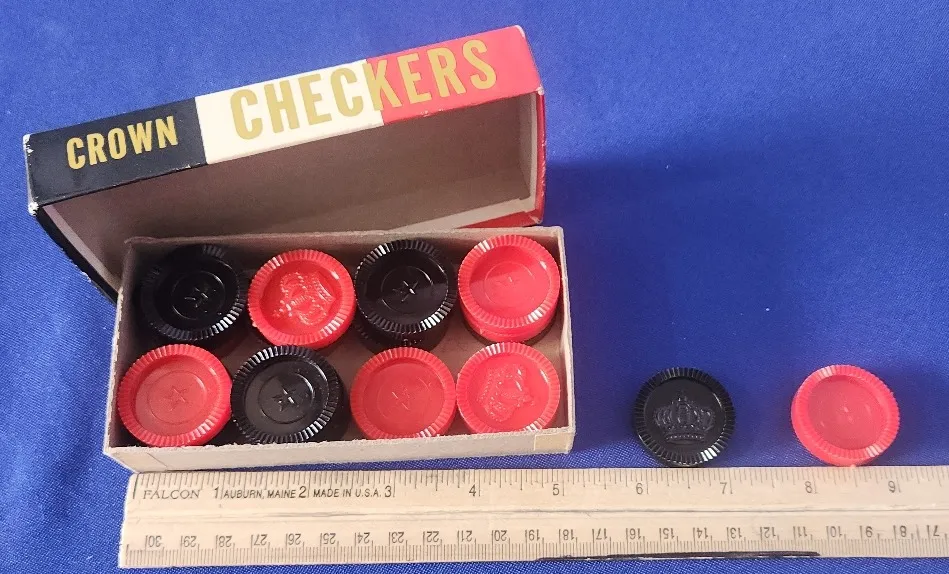 CROWN CHECKERS
FALCON 1 AUBURN, MAINE 2 MADE IN U.S.A. 3 4 5 6 7 8 9
30 29 28 27 26 25 24 23 22 21 20 19 18 17 16 15 14 13 12 11 10 9 8 7